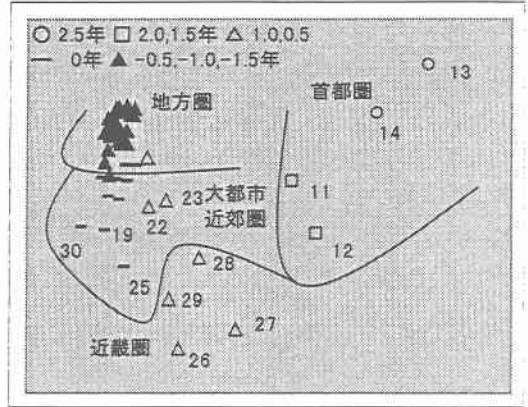 ○ 2.5年 □ 2.0,1.5年 △ 1.0,0.5
― 0年 ▲ -0.5,-1.0,-1.5年
地方圏
首都圏
13
14
11
23
大都市
近郊圏
22
30
19
12
28
25
29
27
近畿圏
26